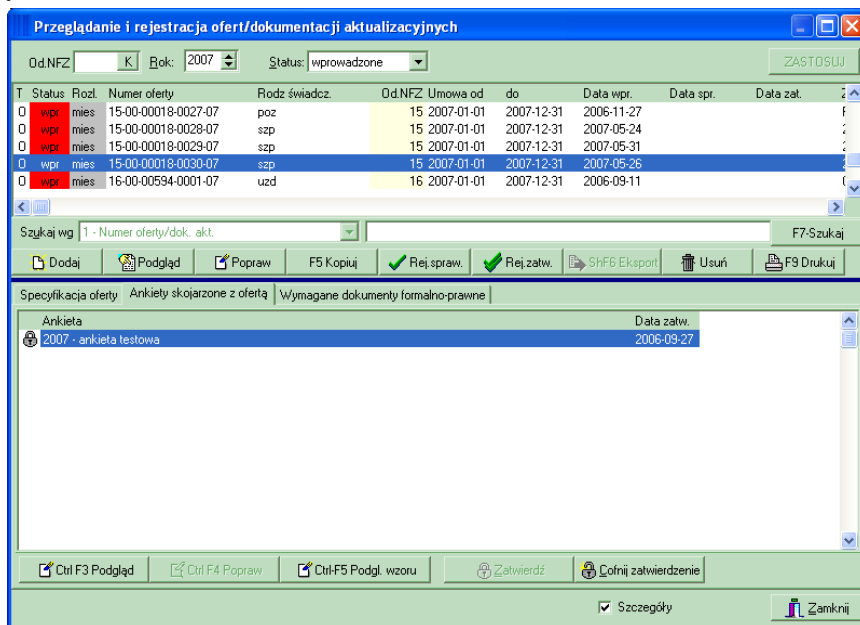 Przeglądanie i rejestracja ofert/dokumentacji aktualizacyjnych
Od.NFZ K Rok: 2007 Status: wprowadzone ZASTOSUJ
T Status Rozl. Numer oferty Rodz świadcz. Od.NFZ Umowa od do Data wpr. Data spr. Data zat.
O wpr mies 15-00-00018-0027-07 poz 15 2007-01-01 2007-12-31 2006-11-27
O wpr mies 15-00-00018-0028-07 szp 15 2007-01-01 2007-12-31 2007-05-24
O wpr mies 15-00-00018-0029-07 szp 15 2007-01-01 2007-12-31 2007-05-31
O wpr mies 15-00-00018-0030-07 szp 15 2007-01-01 2007-12-31 2007-05-26
O wpr mies 16-00-00594-0001-07 uzd 16 2007-01-01 2007-12-31 2006-09-11
Szukaj wg 1 - Numer oferty/dok. akt. F7-Szukaj
Dodaj Podgląd Popraw F5 Kopiuj Rej.spraw. Rej.zatw. ShF6 Eksport Usuń F9 Drukuj
Specyfikacja oferty Ankiety skojarzone z ofertą Wymagane dokumenty formalno-prawne
Ankieta Data zatw.
2007 - ankieta testowa 2006-09-27
Ctrl F3 Podgląd Ctrl F4 Popraw Ctrl-F5 Podgl. wzoru Zatwierdź Cofnij zatwierdzenie
Szczegóły Zamknij